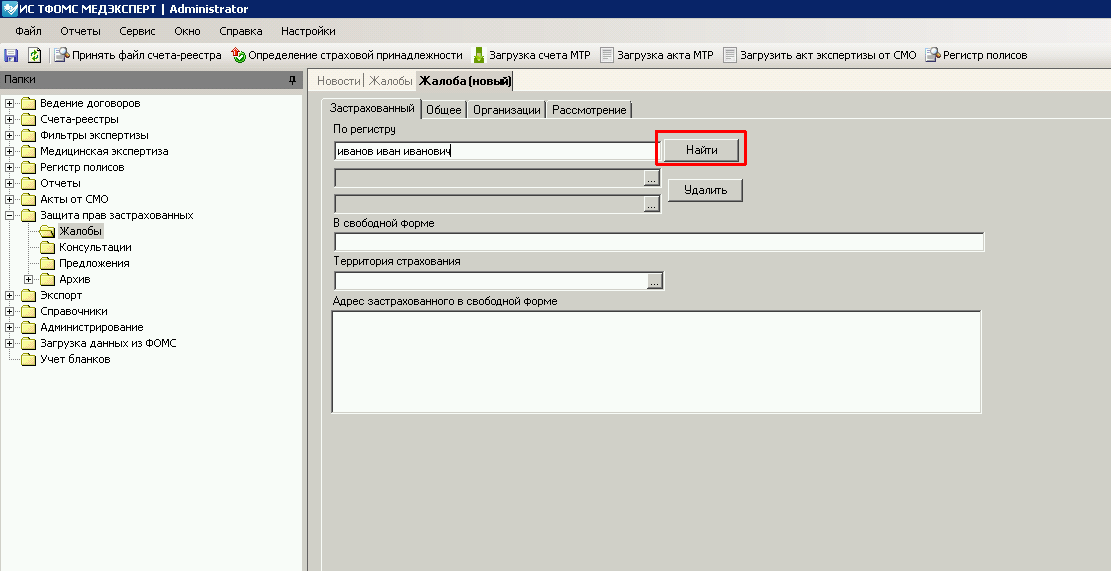 ИС ТФОМС МЕДЭКСПЕРТ | Administrator
Файл Отчеты Сервис Окно Справка Настройки
Принять файл счета-реестра Определение страховой принадлежности Загрузка счета МТР Загрузка акта МТР Загрузить акт экспертизы от СМО Регистр полисов
Папки
Новости Жалобы Жалоба (новый)
Ведение договоров
Счета-реестры
Фильтры экспертизы
Медицинская экспертиза
Регистр полисов
Отчеты
Акты от СМО
Защита прав застрахованных
Жалобы
Консультации
Предложения
Архив
Экспорт
Справочники
Администрирование
Загрузка данных из ФОМС
Учет бланков
Застрахованный Общее Организации Рассмотрение
По регистру
иванов иван иванович
Найти
...
Удалить
...
В свободной форме
Территория страхования
...
Адрес застрахованного в свободной форме